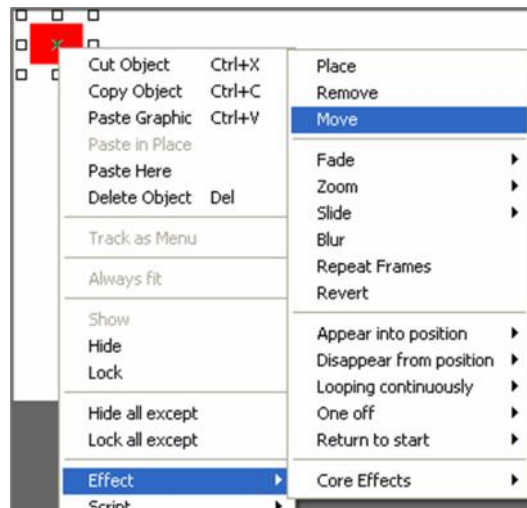 Cut Object Ctrl+X
Copy Object Ctrl+C
Paste Graphic Ctrl+V
Paste in Place
Paste Here
Delete Object Del
Track as Menu
Always fit
Show
Hide
Lock
Hide all except
Lock all except
Effect
Script
Place
Remove
Move
Fade
Zoom
Slide
Blur
Repeat Frames
Revert
Appear into position
Disappear from position
Looping continuously
One off
Return to start
Core Effects